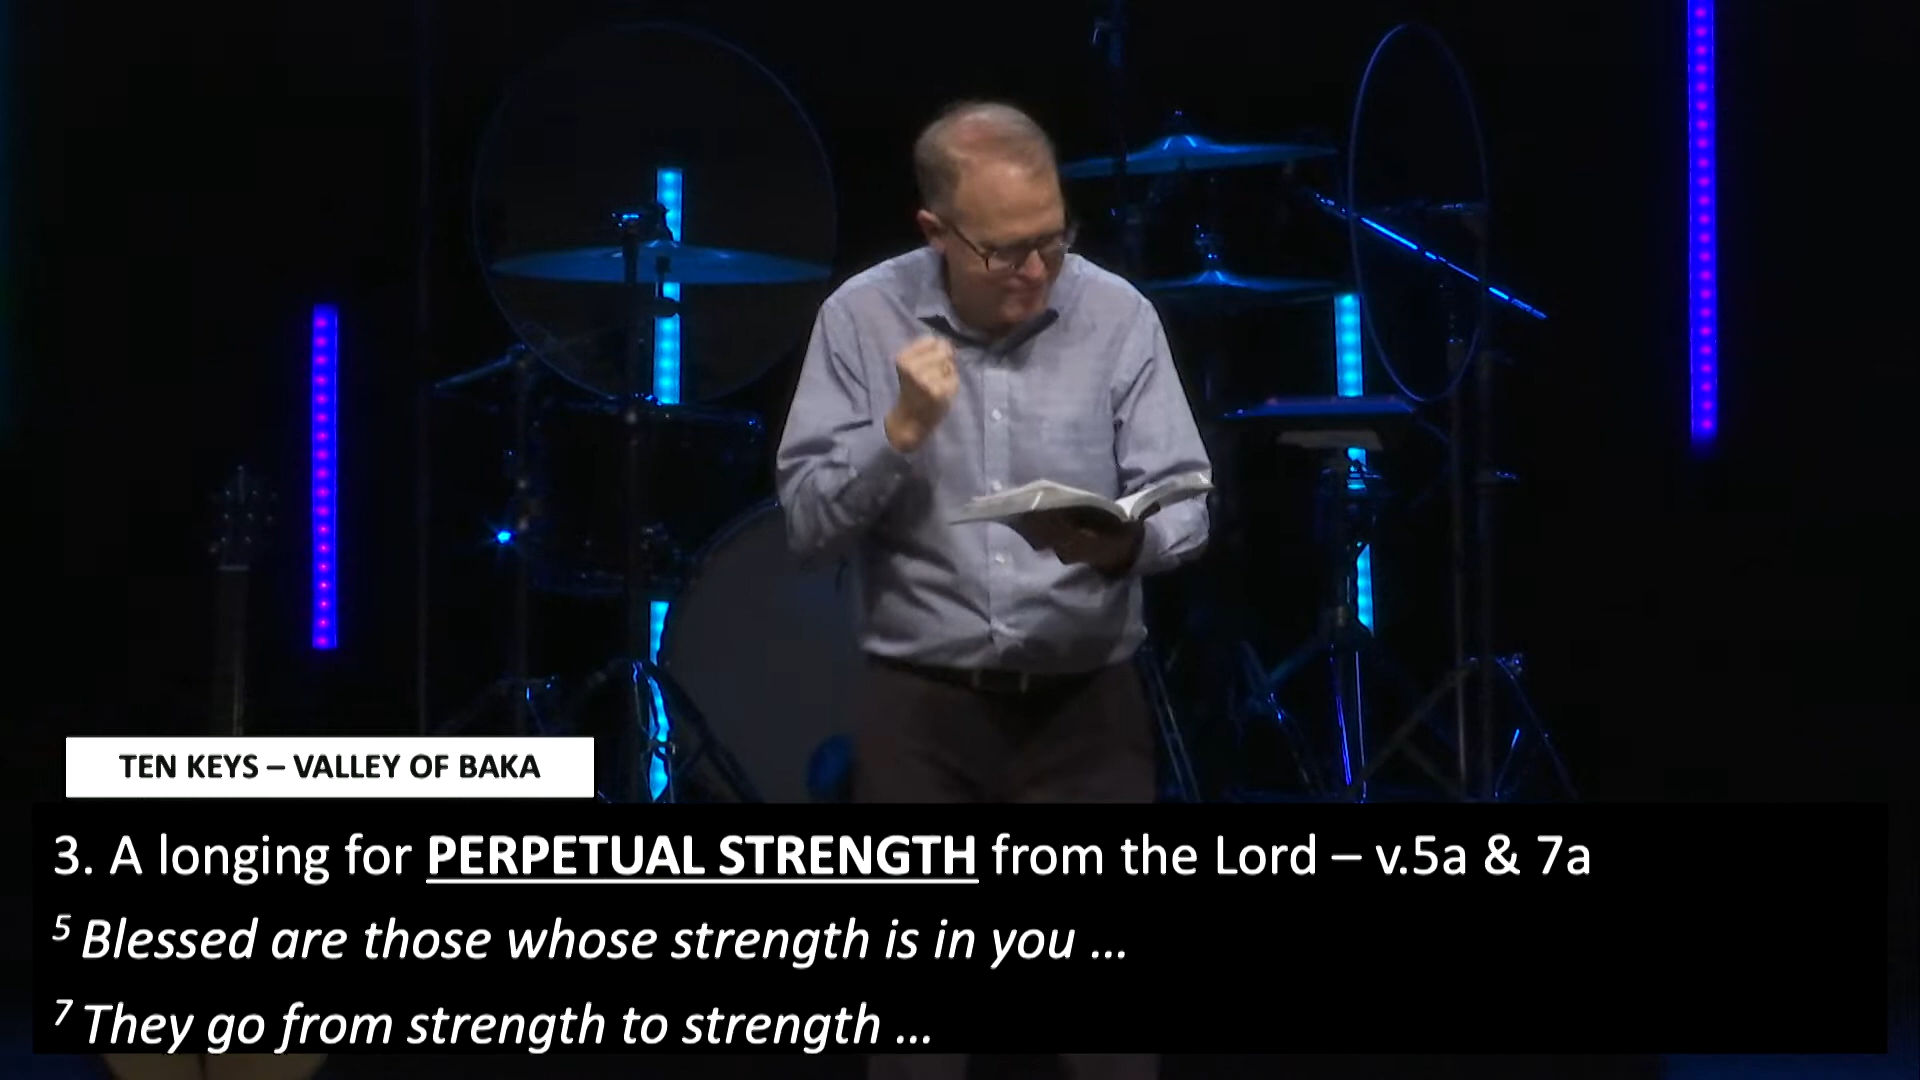 TEN KEYS – VALLEY OF BAKA
3. A longing for PERPETUAL STRENGTH from the Lord – v.5a & 7a
⁵ Blessed are those whose strength is in you ...
⁷ They go from strength to strength ...